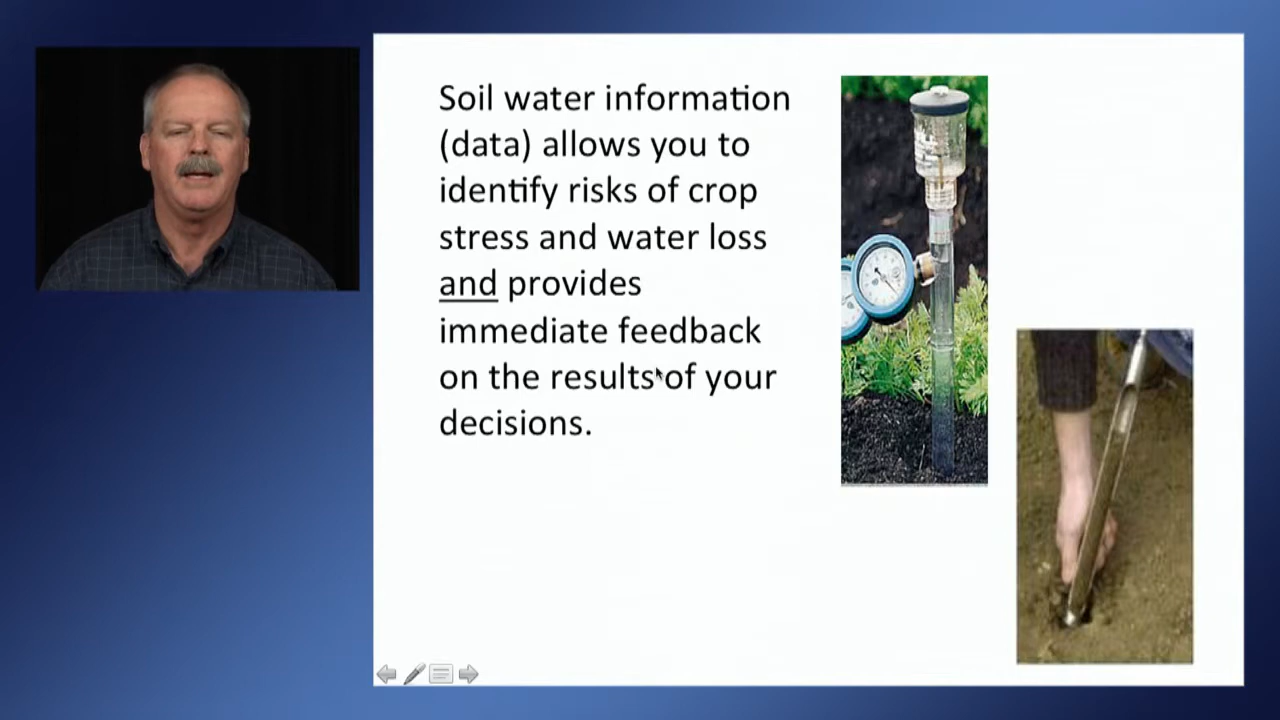 Soil water information
(data) allows you to
identify risks of crop
stress and water loss
and provides
immediate feedback
on the results of your
decisions.